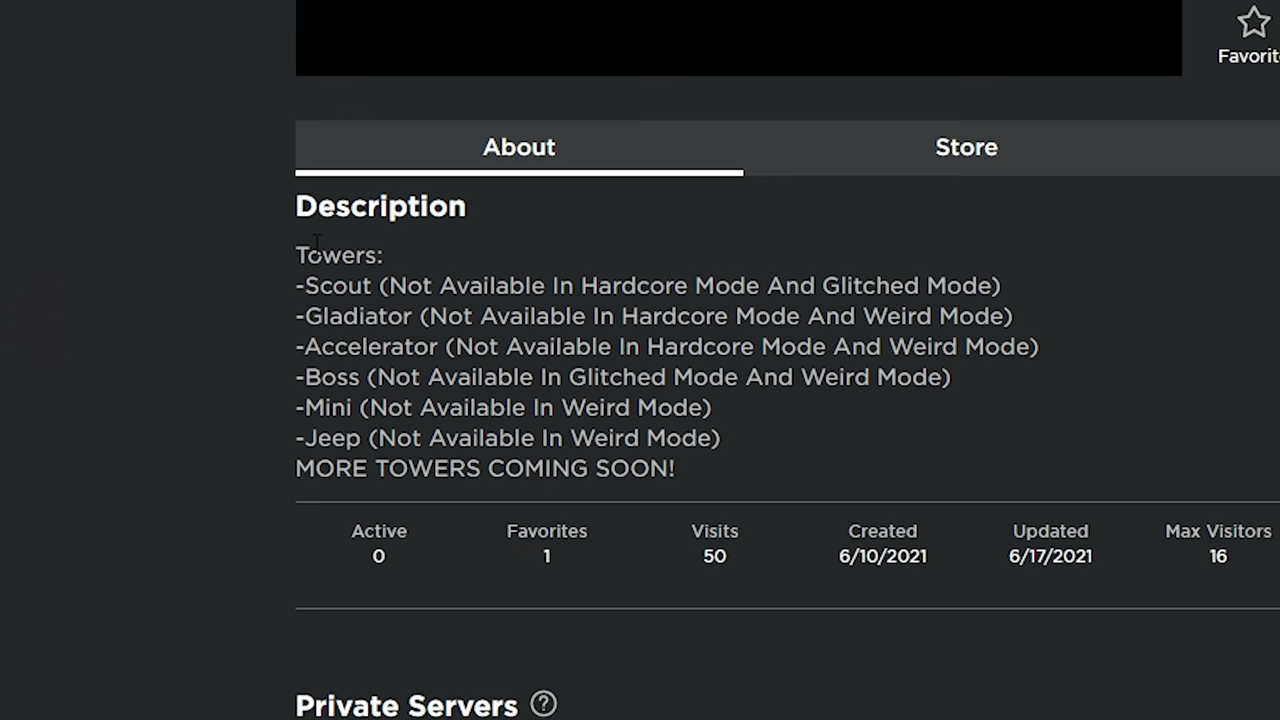 Favorit
About
Store
Description
Towers:
-Scout (Not Available In Hardcore Mode And Glitched Mode)
-Gladiator (Not Available In Hardcore Mode And Weird Mode)
-Accelerator (Not Available In Hardcore Mode And Weird Mode)
-Boss (Not Available In Glitched Mode And Weird Mode)
-Mini (Not Available In Weird Mode)
-Jeep (Not Available In Weird Mode)
MORE TOWERS COMING SOON!
Active Favorites Visits Created Updated Max Visitors
0 1 50 6/10/2021 6/17/2021 16
Private Servers ?